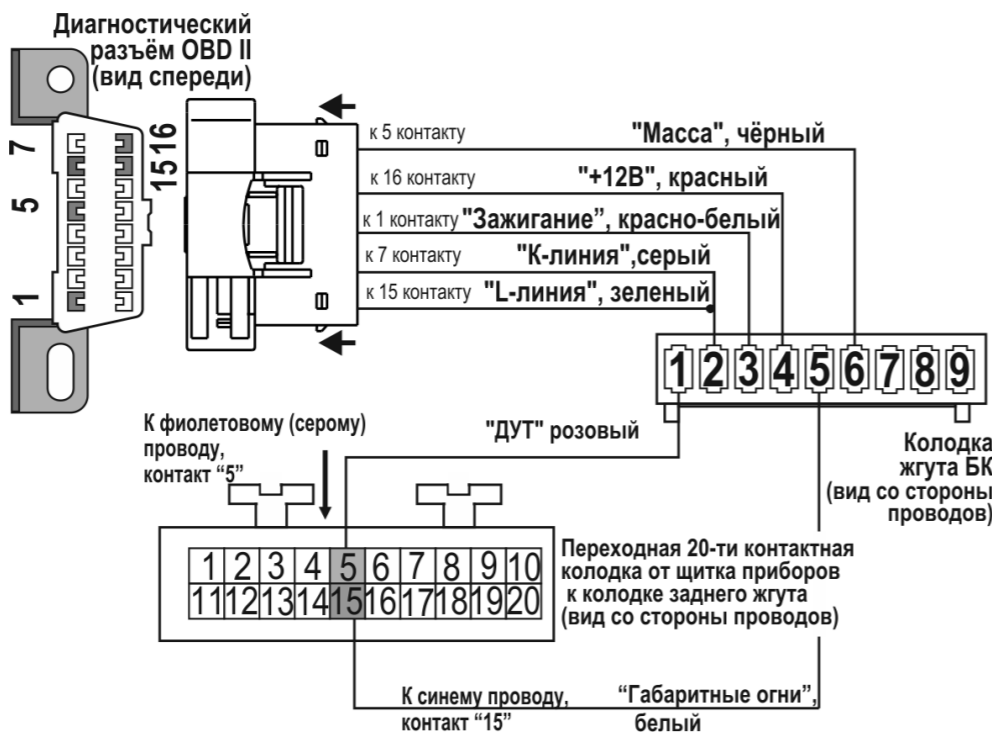 Диагностический
разъём OBD II
(вид спереди)
7
5
1
1516
к 5 контакту
"Масса", чёрный
к 16 контакту
"+12В", красный
к 1 контакту
"Зажигание”, красно-белый
к 7 контакту
"К-линия",серый
к 15 контакту
"L-линия", зеленый
1 2 3 4 5 6 7 8 9
Колодка
жгута БК
(вид со стороны
проводов)
"ДУТ" розовый
К фиолетовому (серому)
проводу,
контакт “5”
1 2 3 4 5 6 7 8 9 10
11 12 13 14 15 16 17 18 19 20
Переходная 20-ти контактная
колодка от щитка приборов
к колодке заднего жгута
(вид со стороны проводов)
К синему проводу,
контакт “15”
“Габаритные огни”,
белый